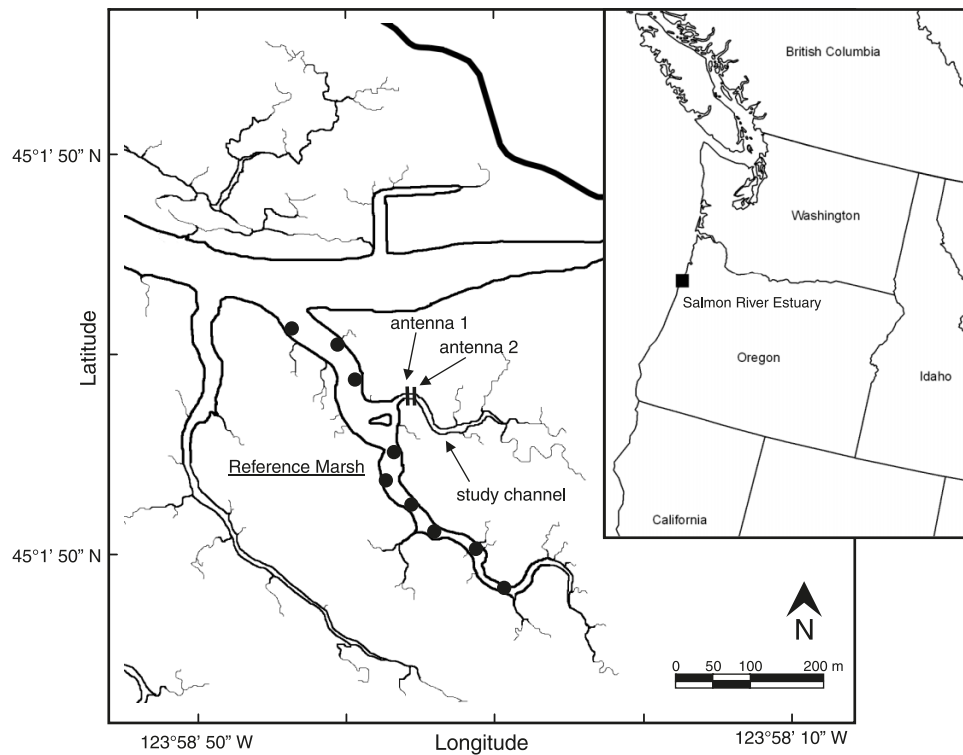 British Columbia
45°1' 50” N
Washington
Salmon River Estuary
antenna 1
Latitude
antenna 2
Oregon
Idaho
Reference Marsh
study channel
California
45°1' 50” N
N
0 50 100 200 m
123°58' 50” W
Longitude
123°58' 10” W